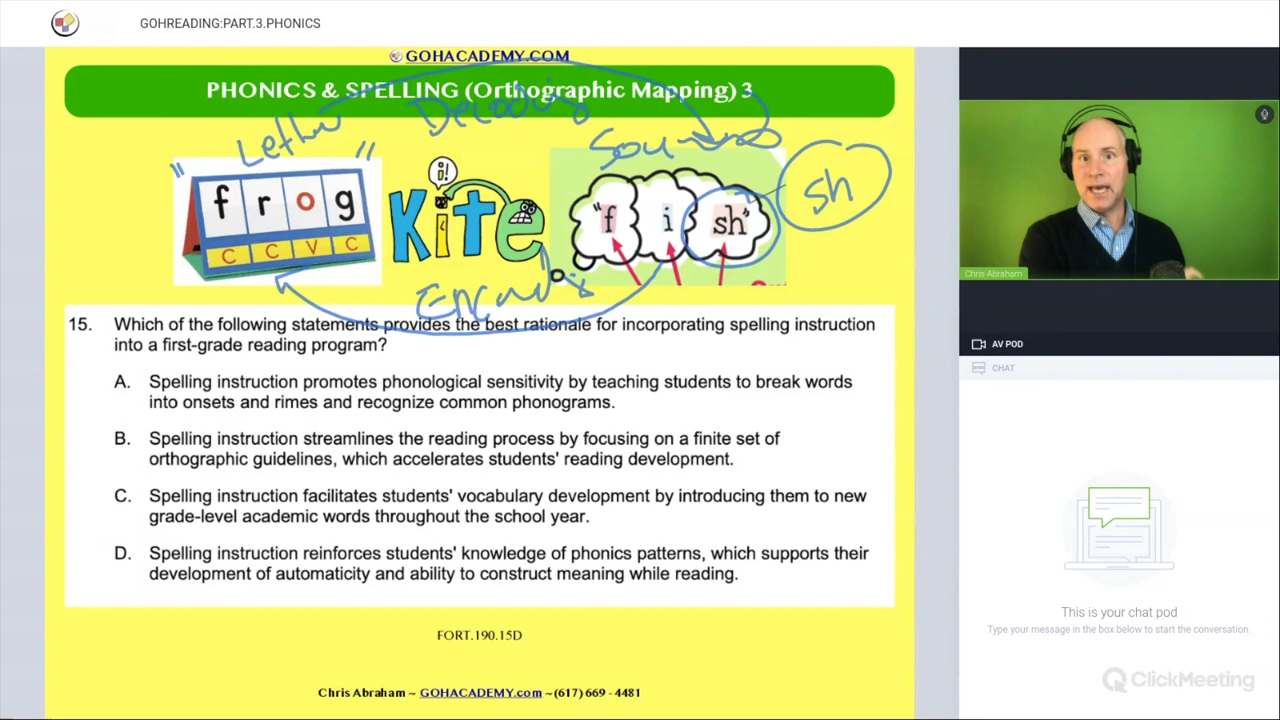 GOHREADING:PART.3.PHONICS
GOHACADEMY.COM
PHONICS & SPELLING (Orthographic Mapping) 3
Decoding
Sounds
" "
f r o g
C C V C
i!
Kite
"f i sh"
sh
15. Which of the following statements provides the best rationale for incorporating spelling instruction
into a first-grade reading program?
A. Spelling instruction promotes phonological sensitivity by teaching students to break words
into onsets and rimes and recognize common phonograms.
B. Spelling instruction streamlines the reading process by focusing on a finite set of
orthographic guidelines, which accelerates students' reading development.
C. Spelling instruction facilitates students' vocabulary development by introducing them to new
grade-level academic words throughout the school year.
D. Spelling instruction reinforces students' knowledge of phonics patterns, which supports their
development of automaticity and ability to construct meaning while reading.
FORT.190.15D
Chris Abraham ~ GOHACADEMY.com ~ (617) 669 - 4481
Chris Abraham
AV POD
CHAT
This is your chat pod
Type your message in the box below to start the conversation.
ClickMeeting